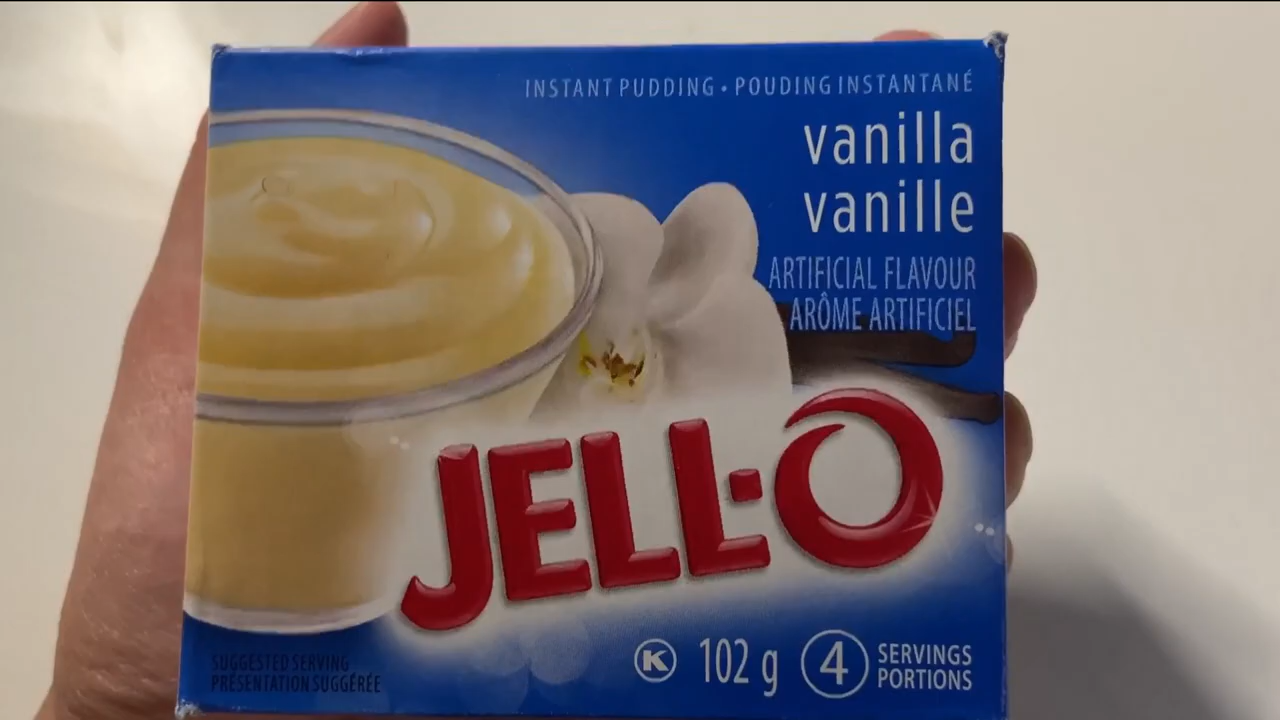 INSTANT PUDDING • POUDING INSTANTANÉ
vanilla
vanille
ARTIFICIAL FLAVOUR
ARÔME ARTIFICIEL
JELL-O
K 102 g 4 SERVINGS
PORTIONS
SUGGESTED SERVING
PRÉSENTATION SUGGÉRÉE